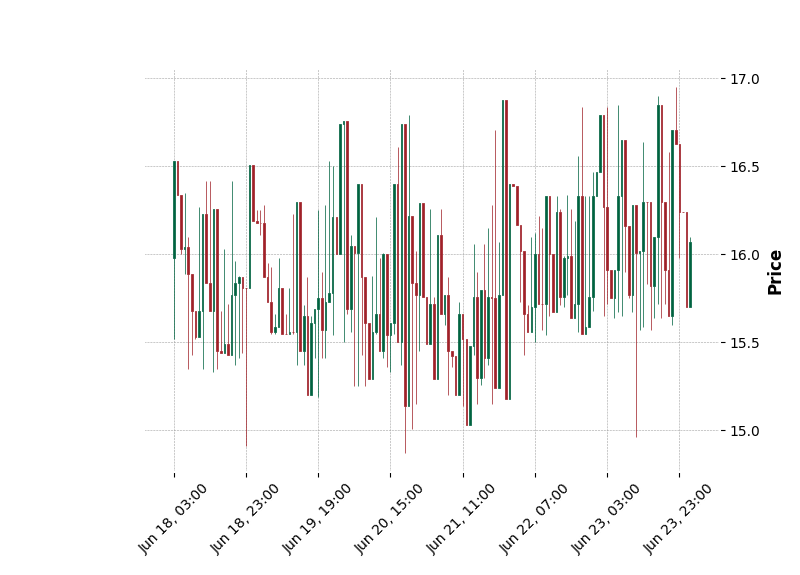 17.0
16.5
16.0
15.5
15.0
Price
Jun 18, 03:00
Jun 18, 23:00
Jun 19, 19:00
Jun 20, 15:00
Jun 21, 11:00
Jun 22, 07:00
Jun 23, 03:00
Jun 23, 23:00